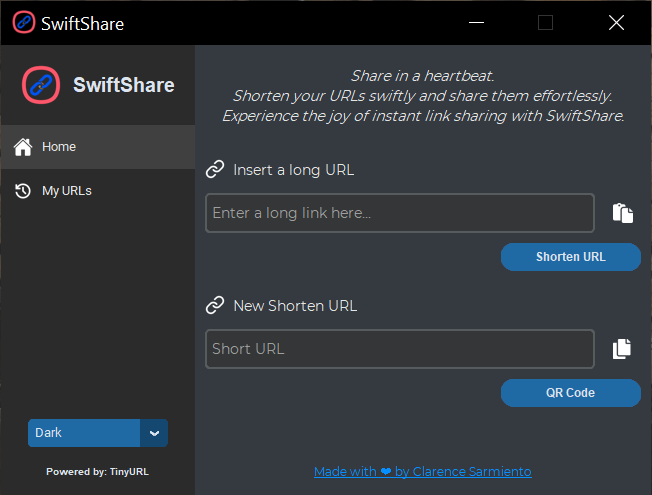 SwiftShare
SwiftShare
Home
My URLs
Dark
Powered by: TinyURL
Share in a heartbeat.
Shorten your URLs swiftly and share them effortlessly.
Experience the joy of instant link sharing with SwiftShare.
Insert a long URL
Enter a long link here...
Shorten URL
New Shorten URL
Short URL
QR Code
Made with ❤ by Clarence Sarmiento